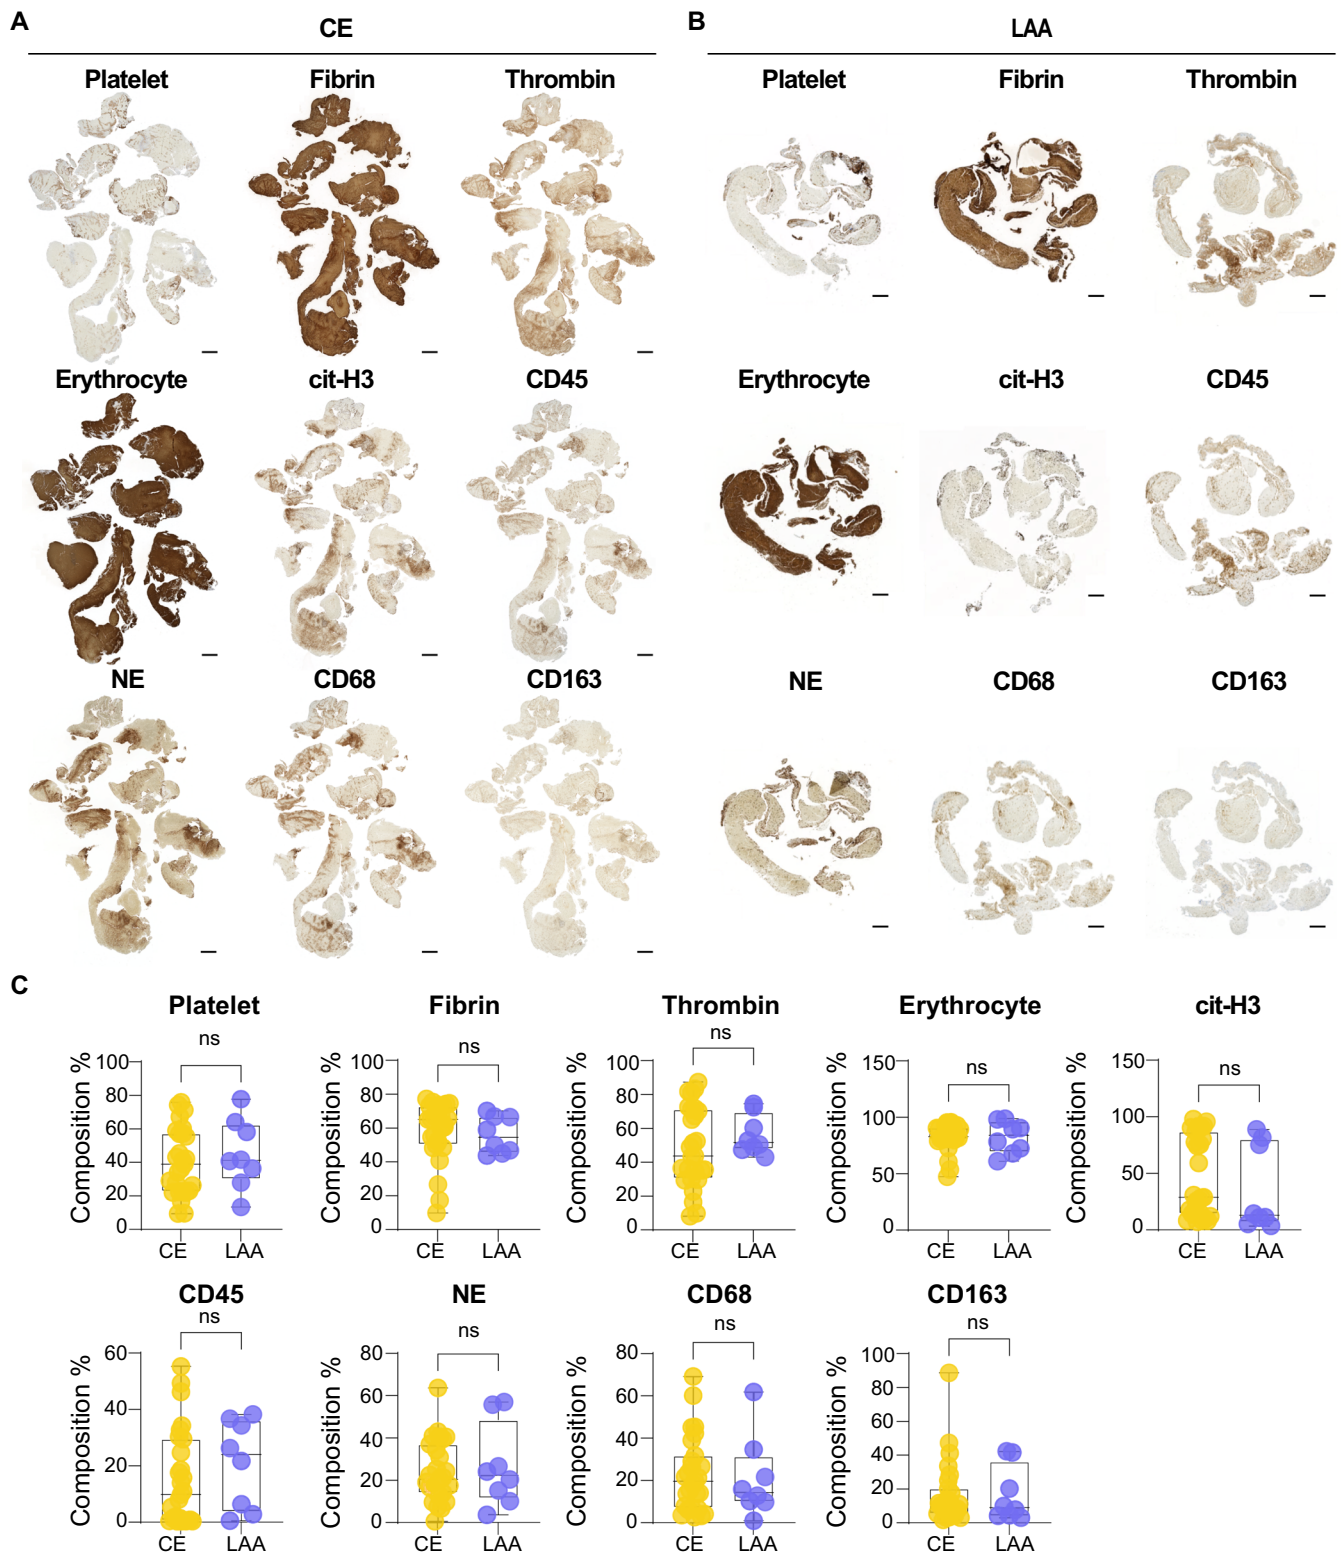 A
CE
Platelet Fibrin Thrombin
Erythrocyte cit-H3 CD45
NE CD68 CD163
B
LAA
Platelet Fibrin Thrombin
Erythrocyte cit-H3 CD45
NE CD68 CD163
C
Platelet
ns
Composition %
100
80
60
40
20
0
CE LAA
Fibrin
ns
Composition %
100
80
60
40
20
0
CE LAA
Thrombin
ns
Composition %
100
80
60
40
20
0
CE LAA
Erythrocyte
ns
Composition %
150
100
50
0
CE LAA
cit-H3
ns
Composition %
150
100
50
0
CE LAA
CD45
ns
Composition %
60
40
20
0
CE LAA
NE
ns
Composition %
80
60
40
20
0
CE LAA
CD68
ns
Composition %
80
60
40
20
0
CE LAA
CD163
ns
Composition %
100
80
60
40
20
0
CE LAA